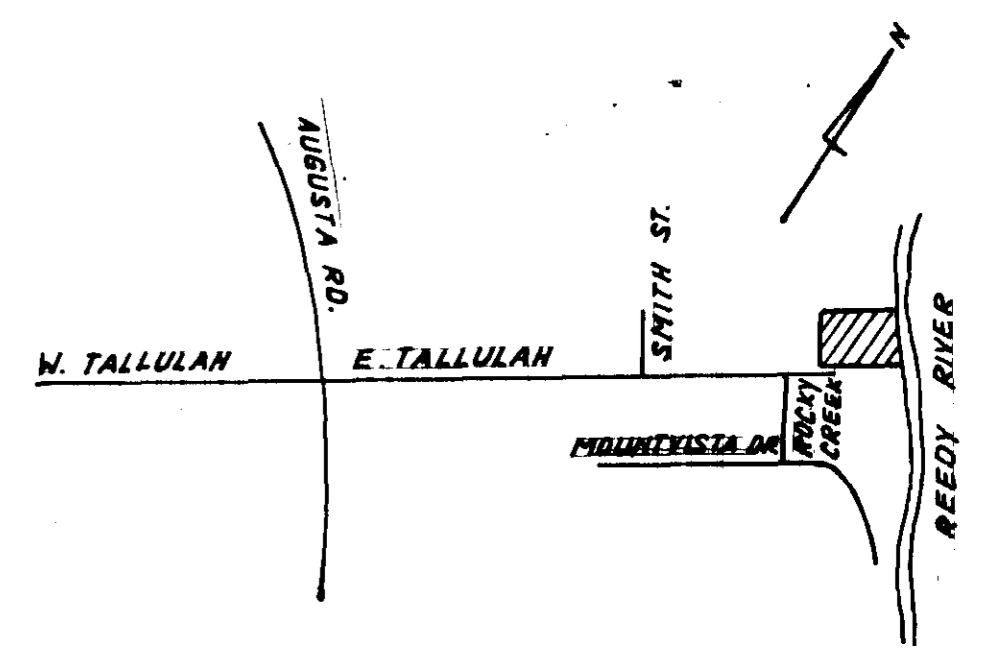 N
AUGUSTA RD.
SMITH ST.
W. TALLULAH
E. TALLULAH
ROCKY
CREEK
MOUNTVISTA DR
REEDY RIVER